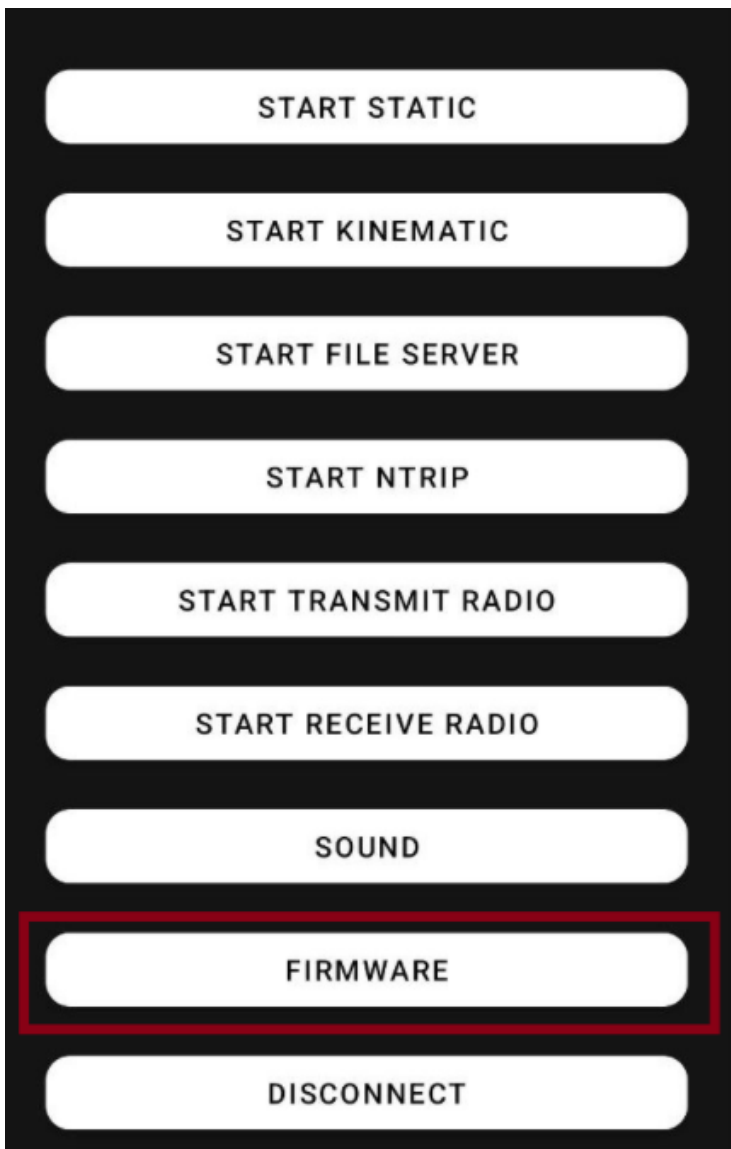 START STATIC
START KINEMATIC
START FILE SERVER
START NTRIP
START TRANSMIT RADIO
START RECEIVE RADIO
SOUND
FIRMWARE
DISCONNECT